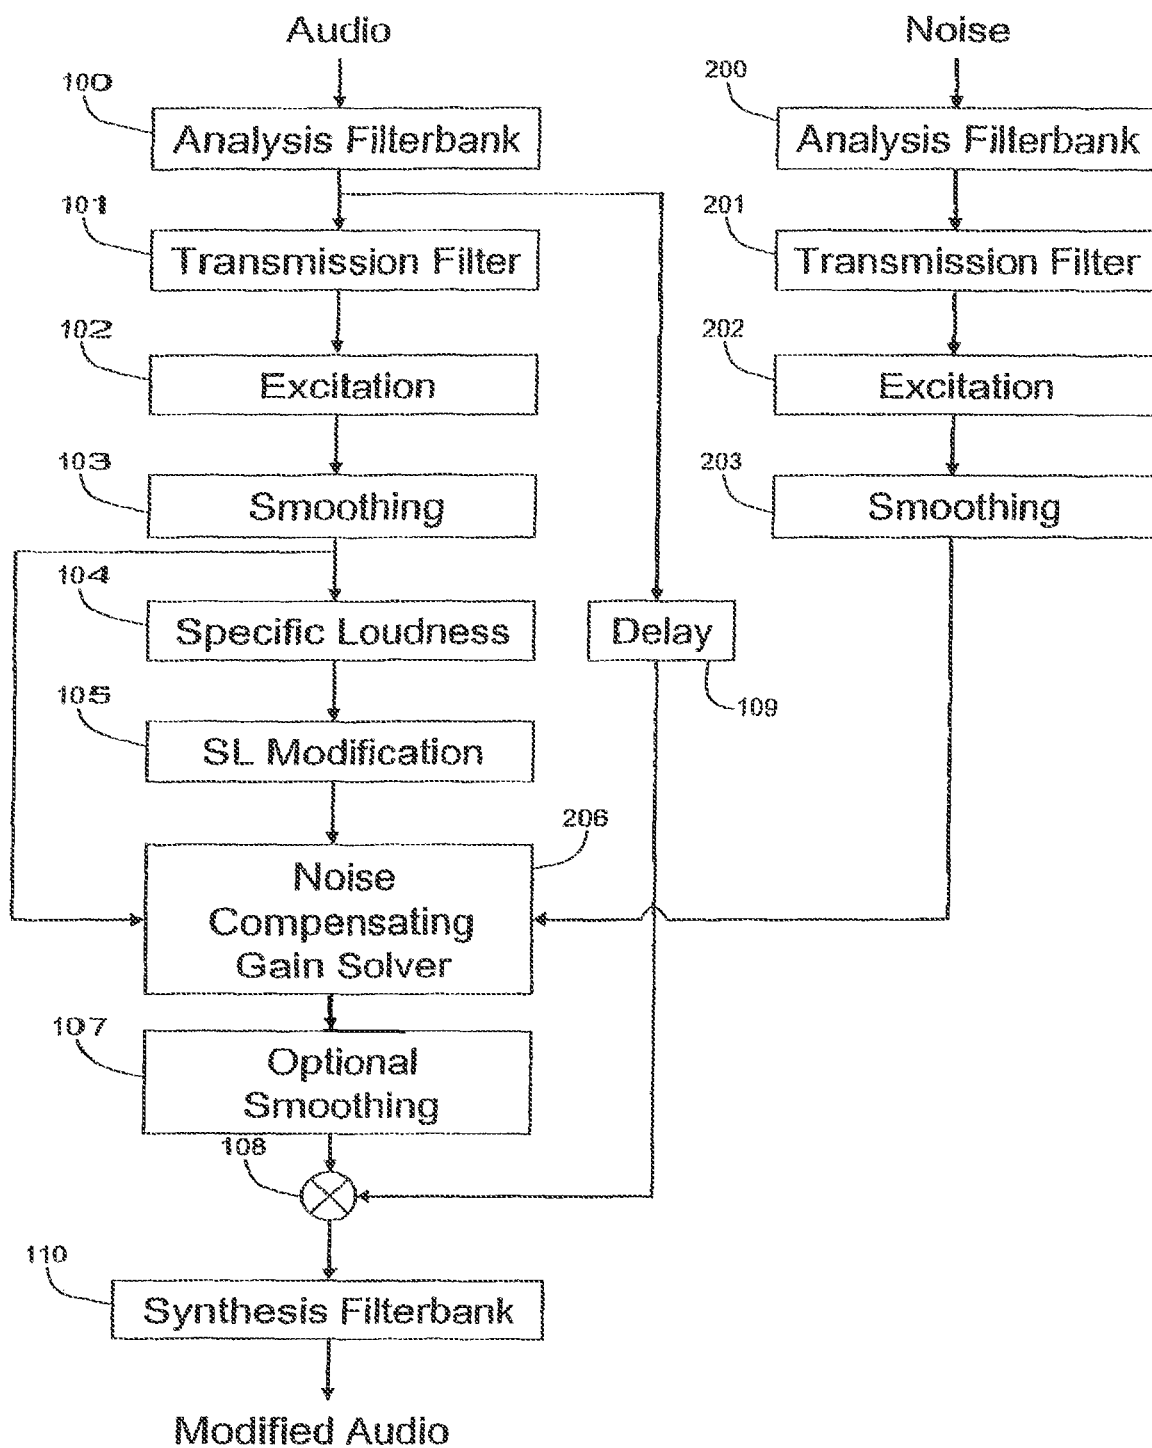 Audio
Noise
100
200
Analysis Filterbank
Analysis Filterbank
101
201
Transmission Filter
Transmission Filter
102
202
Excitation
Excitation
103
203
Smoothing
Smoothing
104
Specific Loudness
Delay
105
109
SL Modification
206
Noise
Compensating
Gain Solver
107
Optional
Smoothing
108
110
Synthesis Filterbank
Modified Audio